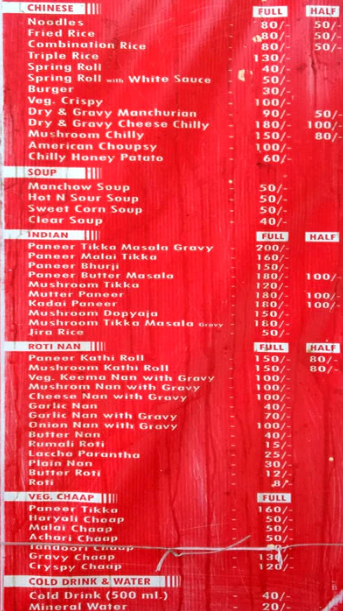 CHINESE FULL HALF
Noodles 80/- 50/-
Fried Rice 80/- 50/-
Combination Rice 80/- 50/-
Triple Rice 130/-
Spring Roll 40/-
Spring Roll with White Sauce 50/-
Burger 30/-
Veg. Crispy 100/-
Dry & Gravy Manchurian 90/- 50/-
Dry & Gravy Cheese Chilly 180/- 100/-
Mushroom Chilly 150/- 80/-
American Choupsy 100/-
Chilly Honey Patato 60/-
SOUP
Manchow Soup 50/-
Hot N Sour Soup 50/-
Sweet Corn Soup 50/-
Clear Soup 40/-
INDIAN FULL HALF
Paneer Tikka Masala Gravy 200/-
Paneer Malai Tikka 160/-
Paneer Bhurji 150/-
Paneer Butter Masala 180/- 100/-
Mushroom Tikka 120/-
Mutter Paneer 180/- 100/-
Kadai Paneer 180/- 100/-
Mushroom Dopyaja 150/-
Mushroom Tikka Masala Gravy 160/-
Jira Rice 50/-
ROTI NAN FULL HALF
Paneer Kathi Roll 150/- 80/-
Mushroom Kathi Roll 150/- 80/-
Veg. Keema Nan with Gravy 100/-
Mushrom Nan with Gravy 100/-
Cheese Nan with Gravy 100/-
Garlic Nan 40/-
Garlic Nan with Gravy 70/-
Onion Nan with Gravy 100/-
Butter Nan 40/-
Rumali Roti 15/-
Laccho Parantha 25/-
Plain Nan 30/-
Butter Roti 12/-
Roti 8/-
VEG. CHAAP FULL
Paneer Tikka 160/-
Haryali Chaap 50/-
Malai Chaap 50/-
Achari Chaap 50/-
Tandoori Chaap 50/-
Gravy Chaap 130/-
Cryspy Chaap 120/-
COLD DRINK & WATER
Cold Drink (500 ml.) 40/-
Mineral Water 20/-